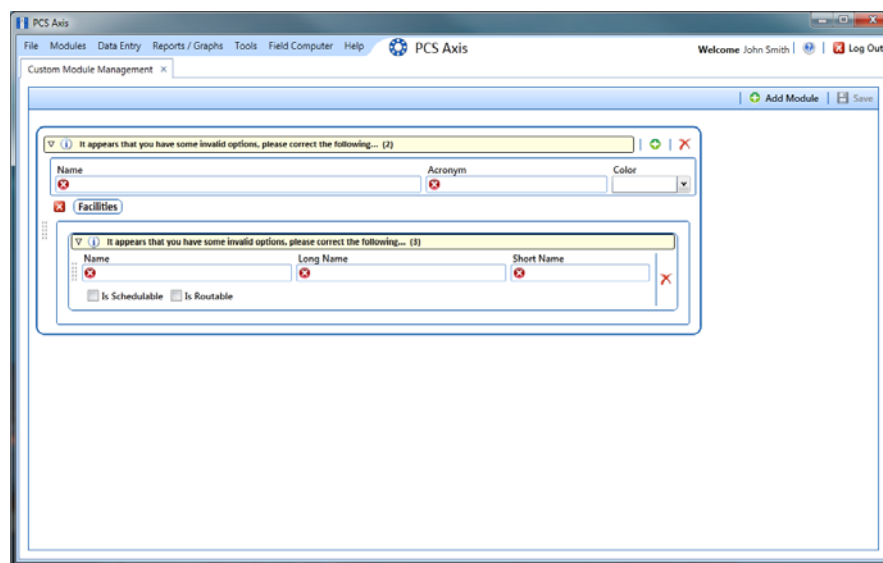 PCS Axis
File Modules Data Entry Reports / Graphs Tools Field Computer Help PCS Axis Welcome John Smith Log Out
Custom Module Management ×
Add Module Save
It appears that you have some invalid options, please correct the following... (2)
Name Acronym Color
Facilities
It appears that you have some invalid options, please correct the following... (3)
Name Long Name Short Name
Is Schedulable Is Routable